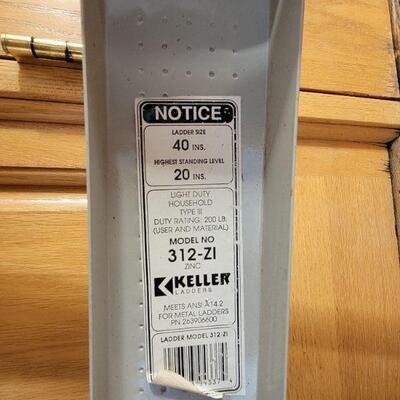 NOTICE
LADDER SIZE
40 INS.
HIGHEST STANDING LEVEL
20 INS.
LIGHT DUTY
HOUSEHOLD
TYPE III
DUTY RATING: 200 LB.
(USER AND MATERIAL)
MODEL NO
312-ZI
ZINC
KELLER
LADDERS
MEETS ANSI A14.2
FOR METAL LADDERS
PN 263906600
LADDER MODEL 312-ZI